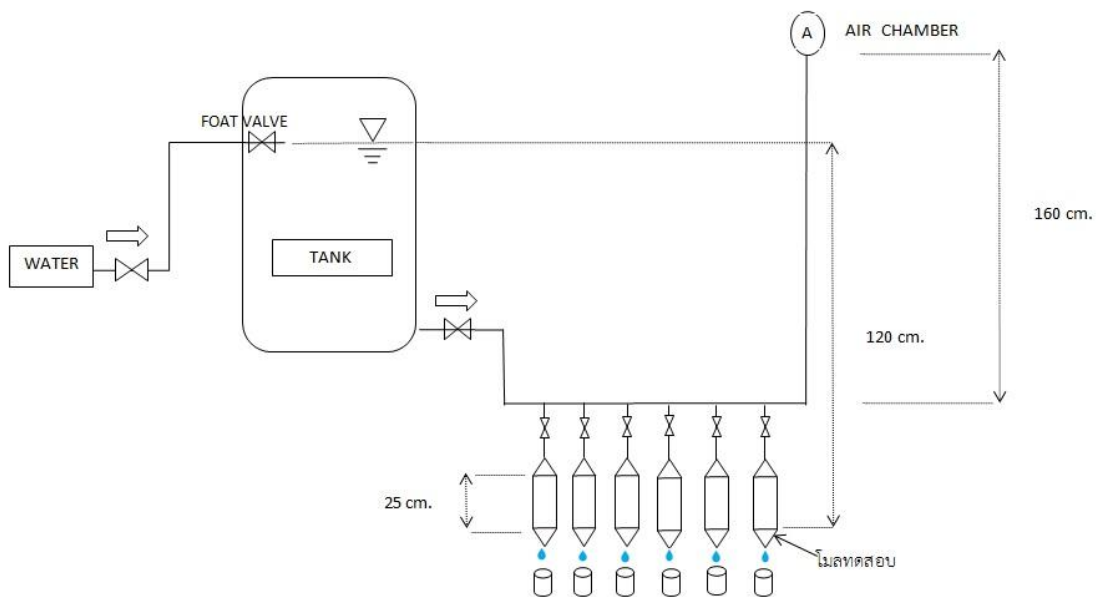 A AIR CHAMBER
FOAT VALVE
160 cm.
WATER
TANK
120 cm.
25 cm.
โมลทดสอบ